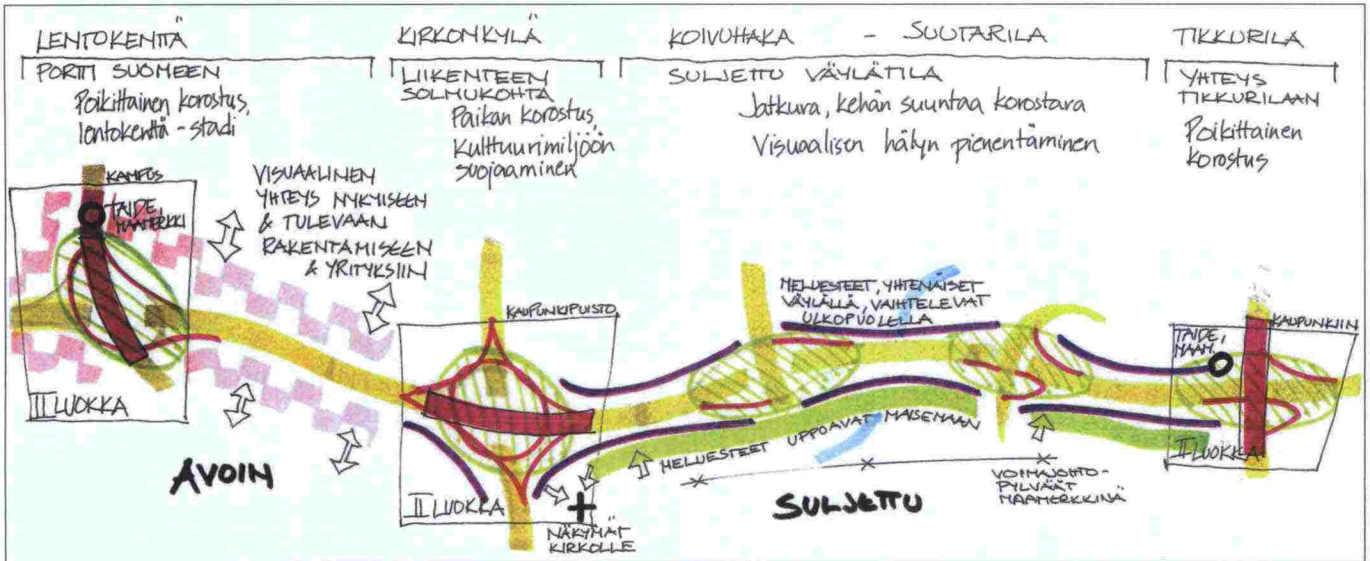 LENTOKENTTÄ
PORTTI SUOMEEN
Poikittainen korostus,
lentokenttä - stadi
KIRKONKYLÄ
LIIKENTEEN
SOLMUKOHTA
Paikan korostus,
Kulttuurimiljöön
suojaaminen
KOIVUHAKA - SUUTARILA
SULJETTU VÄYLÄTILA
Jatkuva, kehän suuntaa korostava
Visuaalisen hälyn pienentäminen
TIKKURILA
YHTEYS
TIKKURILAAN
Poikittainen
korostus
KAMPUS
TAIDE,
MAAMERKKI
VISUAALINEN
YHTEYS NYKYISEEN
& TULEVAAN
RAKENTAMISEEN
& YRITYKSIIN
II LUOKKA
AVOIN
KAUPUNKIPUISTO
II LUOKKA
NÄKYMÄT
KIRKOLLE
MELUESTEET, YHTENÄISET
VÄYLÄLLÄ, VAIHTELEVAT
ULKOPUOLELLA
MELUESTEET UPPOAVAT MAISEMAAN
SULJETTU
VOIMAJOHTO-
PYLVÄÄT
MAAMERKKINÄ
TAIDE,
MAAM.
KAUPUNKIIN
II LUOKKA